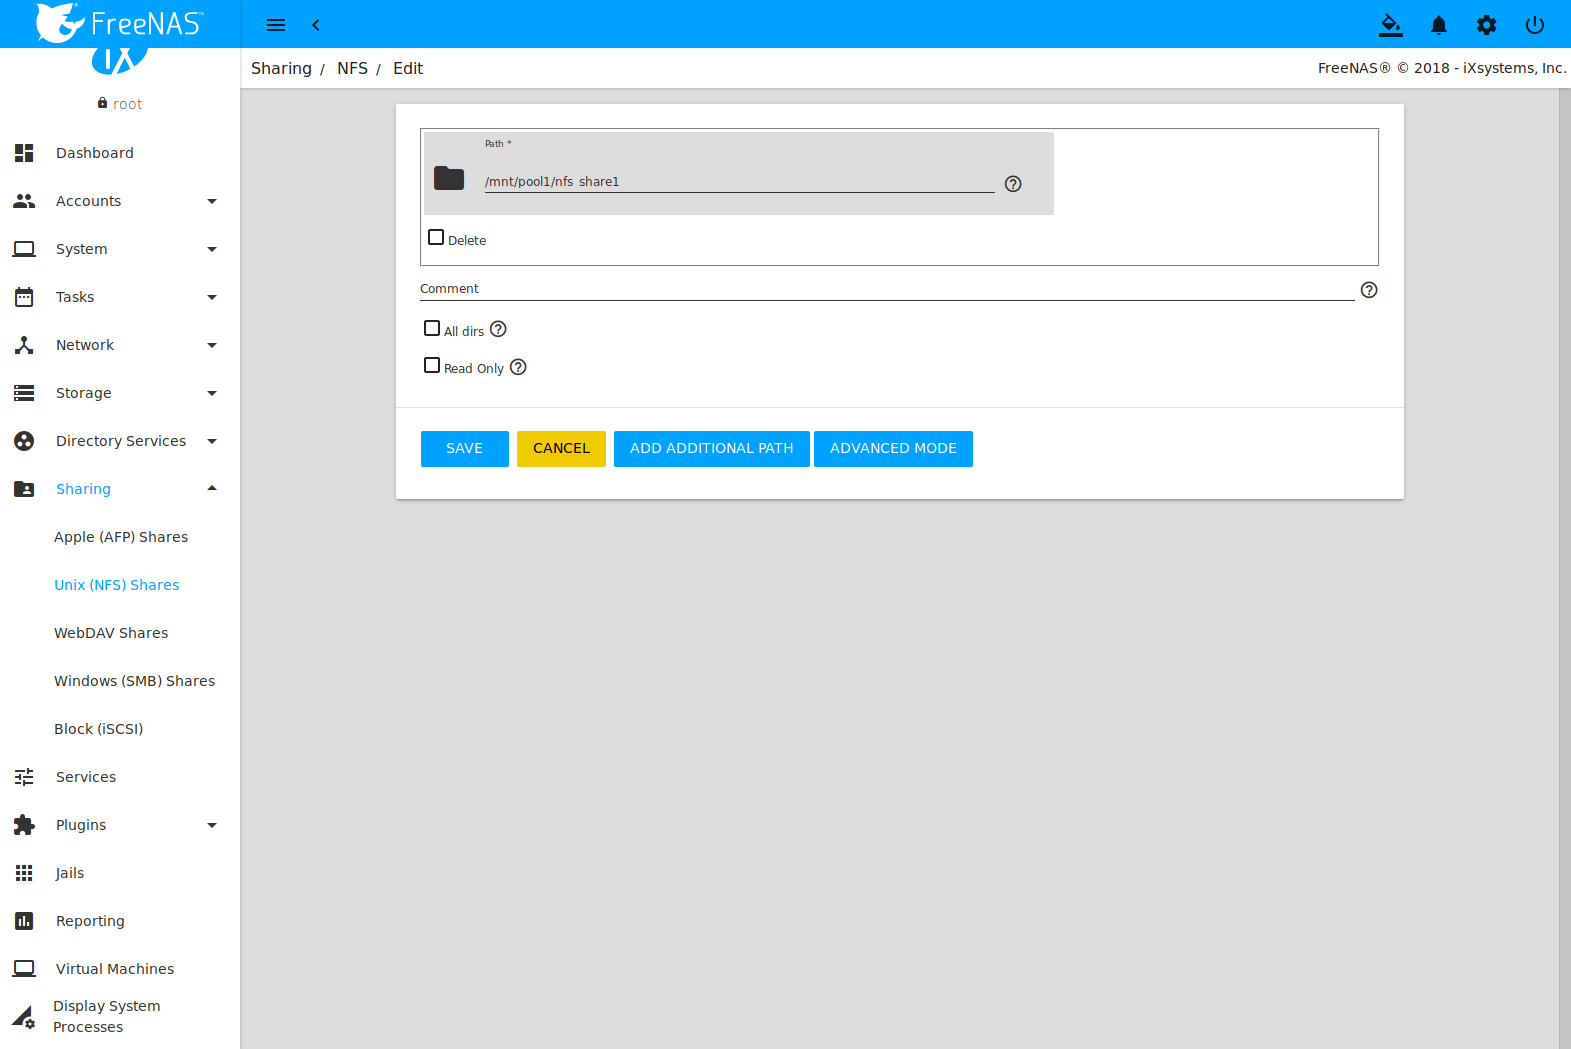 FreeNAS™
Sharing / NFS / Edit
FreeNAS® © 2018 - iXsystems, Inc.
iX
root
Dashboard
Accounts
System
Tasks
Network
Storage
Directory Services
Sharing
Apple (AFP) Shares
Unix (NFS) Shares
WebDAV Shares
Windows (SMB) Shares
Block (iSCSI)
Services
Plugins
Jails
Reporting
Virtual Machines
Display System
Processes
Path *
/mnt/pool1/nfs_share1
Delete
Comment
All dirs
Read Only
SAVE CANCEL ADD ADDITIONAL PATH ADVANCED MODE